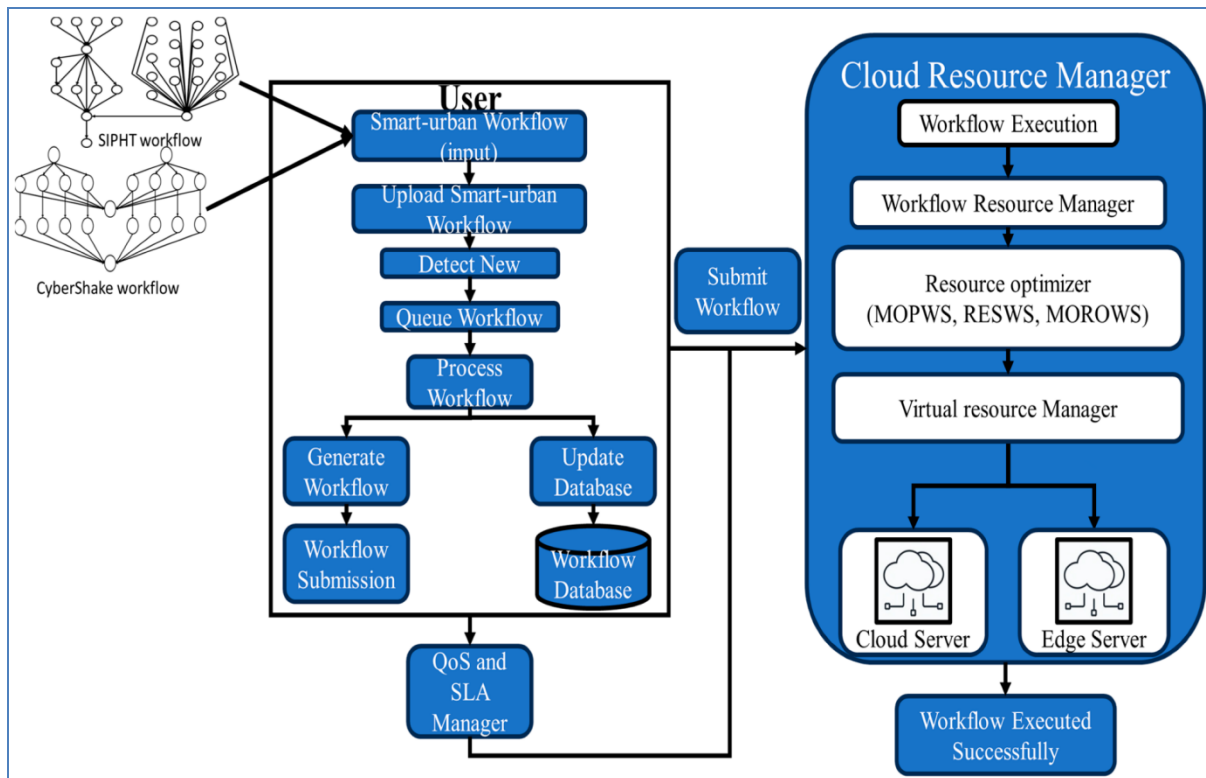 SIPHT workflow
CyberShake workflow
User
Smart-urban Workflow
(input)
Upload Smart-urban
Workflow
Detect New
Queue Workflow
Process
Workflow
Generate
Workflow
Update
Database
Workflow
Submission
Workflow
Database
QoS and
SLA
Manager
Submit
Workflow
Cloud Resource Manager
Workflow Execution
Workflow Resource Manager
Resource optimizer
(MOPWS, RESWS, MOROWS)
Virtual resource Manager
Cloud Server
Edge Server
Workflow Executed
Successfully